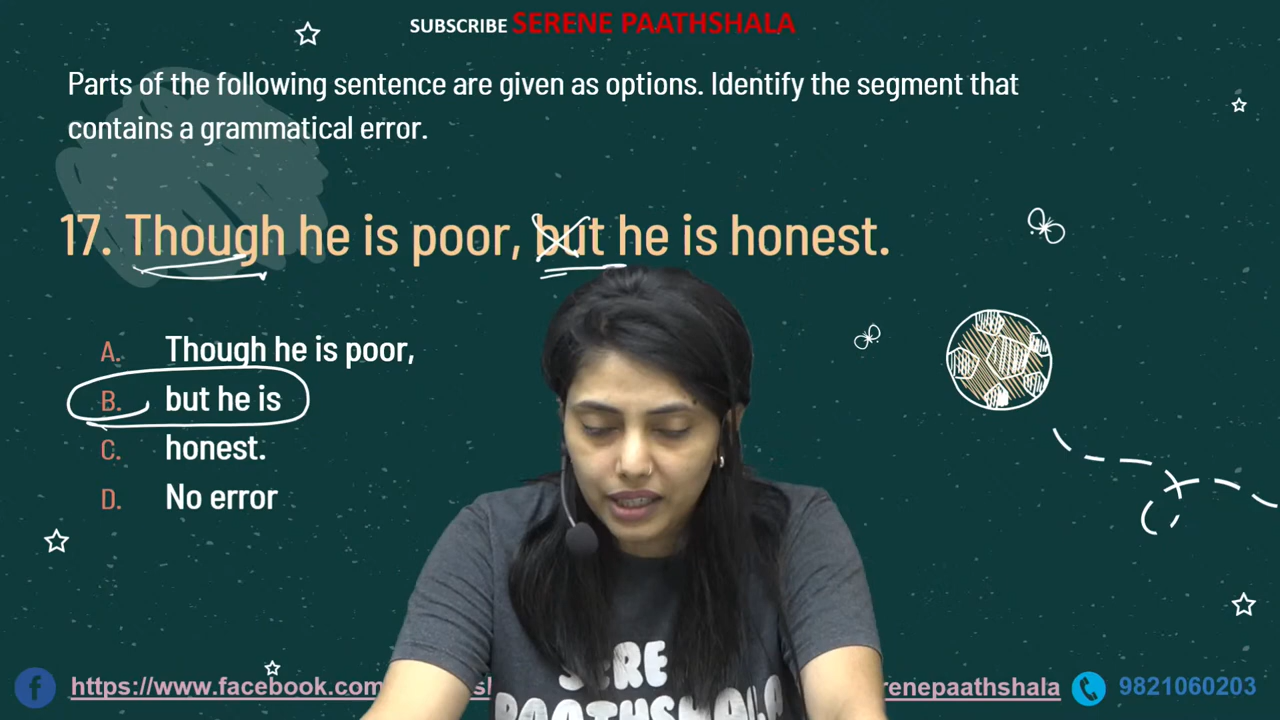 SUBSCRIBE SERENE PAATHSHALA
Parts of the following sentence are given as options. Identify the segment that
contains a grammatical error.
17. Though he is poor, but he is honest.
A. Though he is poor,
B. but he is
C. honest.
D. No error
SERE
PAATHSHALA
https://www.facebook.com renepaathshala 9821060203